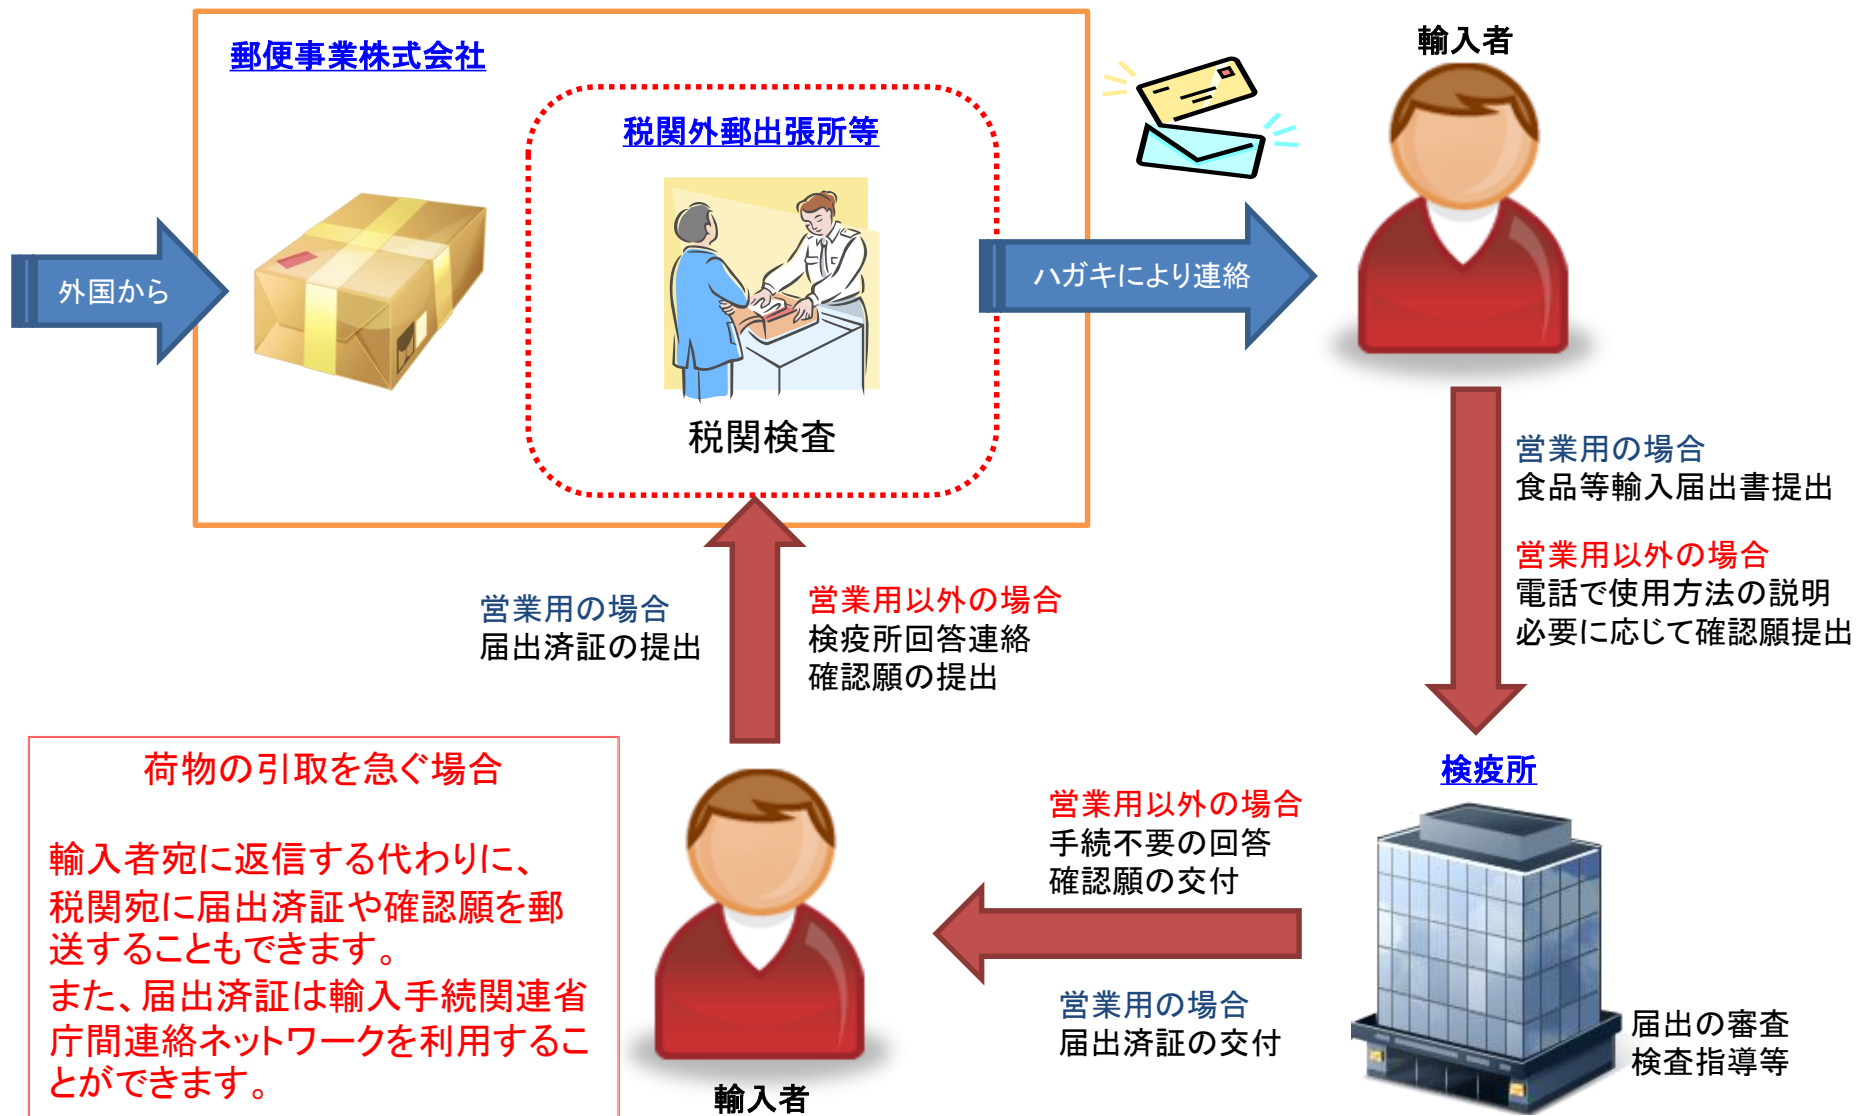 郵便事業株式会社
税関外郵出張所等
税関検査
外国から
ハガキにより連絡
輸入者
営業用の場合
食品等輸入届出書提出
営業用以外の場合
電話で使用方法の説明
必要に応じて確認願提出
検疫所
届出の審査
検査指導等
営業用以外の場合
手続不要の回答
確認願の交付
営業用の場合
届出済証の交付
輸入者
営業用の場合
届出済証の提出
営業用以外の場合
検疫所回答連絡
確認願の提出
荷物の引取を急ぐ場合
輸入者宛に返信する代わりに、
税関宛に届出済証や確認願を郵
送することもできます。
また、届出済証は輸入手続関連省
庁間連絡ネットワークを利用するこ
とができます。